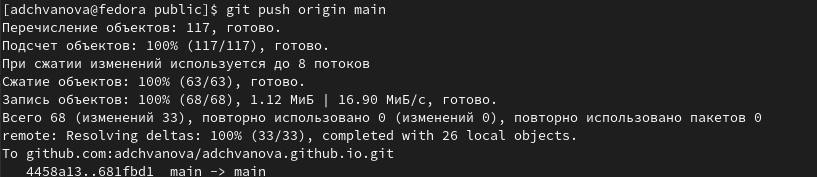 [adchvanova@fedora public]$ git push origin main
Перечисление объектов: 117, готово.
Подсчет объектов: 100% (117/117), готово.
При сжатии изменений используется до 8 потоков
Сжатие объектов: 100% (63/63), готово.
Запись объектов: 100% (68/68), 1.12 МиБ | 16.90 МиБ/с, готово.
Всего 68 (изменений 33), повторно использовано 0 (изменений 0), повторно использовано пакетов 0
remote: Resolving deltas: 100% (33/33), completed with 26 local objects.
To github.com:adchvanova/adchvanova.github.io.git
   4458a13..681fbd1  main -> main